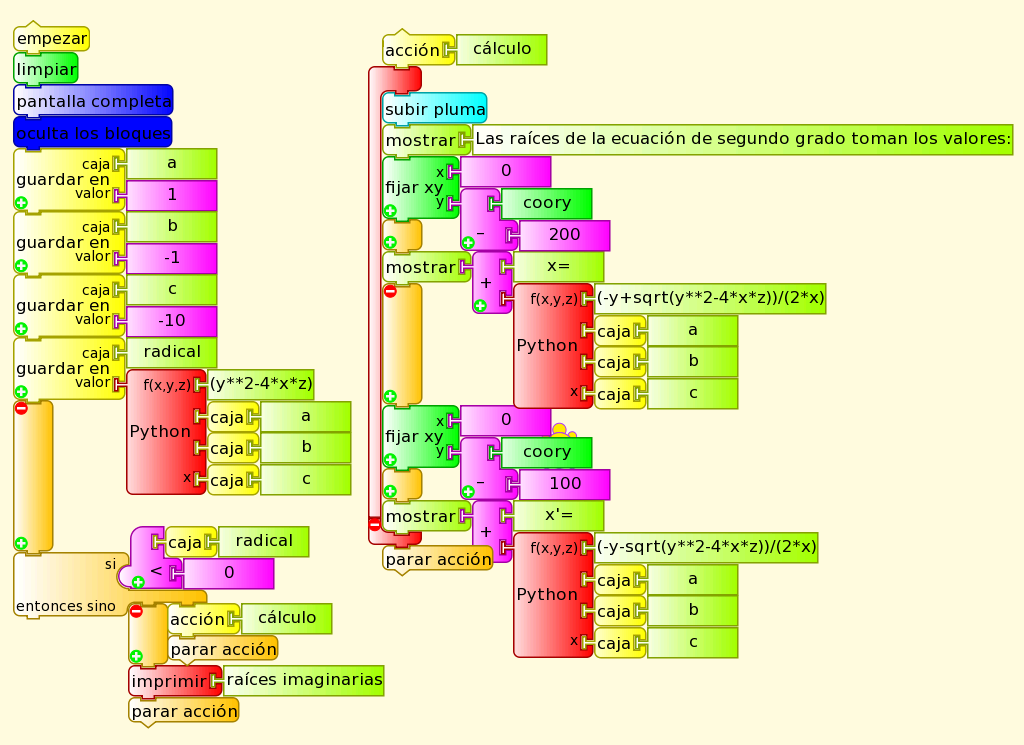 empezar
limpiar
pantalla completa
oculta los bloques
guardar en caja a
valor 1
guardar en caja b
valor -1
guardar en caja c
valor -10
guardar en caja radical
valor Python f(x,y,z) (y**2-4*x*z)
caja a
caja b
x caja c
si caja radical
< 0
entonces sino
acción cálculo
parar acción
imprimir raíces imaginarias
parar acción
acción cálculo
subir pluma
mostrar Las raíces de la ecuación de segundo grado toman los valores:
fijar xy x 0
y coory
- 200
mostrar + x=
Python f(x,y,z) (-y+sqrt(y**2-4*x*z))/(2*x)
caja a
caja b
x caja c
fijar xy x 0
y coory
- 100
mostrar + x'=
Python f(x,y,z) (-y-sqrt(y**2-4*x*z))/(2*x)
caja a
caja b
x caja c
parar acción